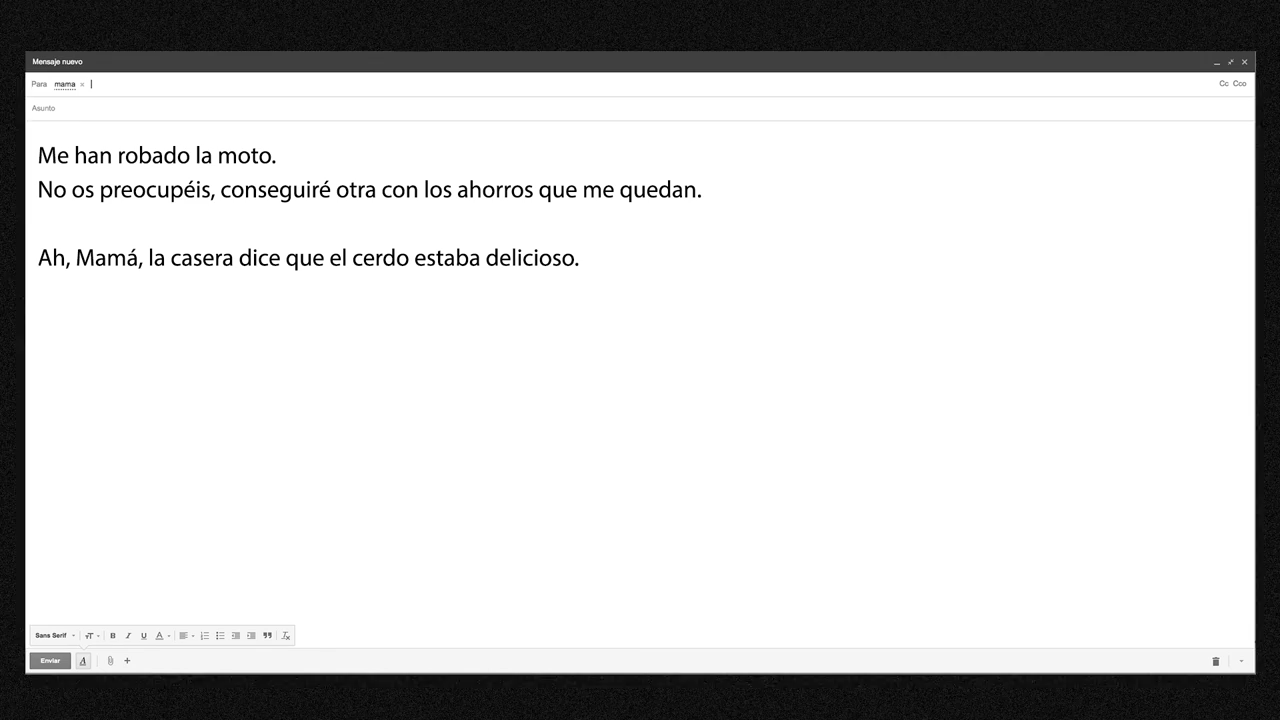 Mensaje nuevo
Para mama × Cc Cco
Asunto
Me han robado la moto.
No os preocupéis, conseguiré otra con los ahorros que me quedan.
Ah, Mamá, la casera dice que el cerdo estaba delicioso.
Sans Serif
Enviar